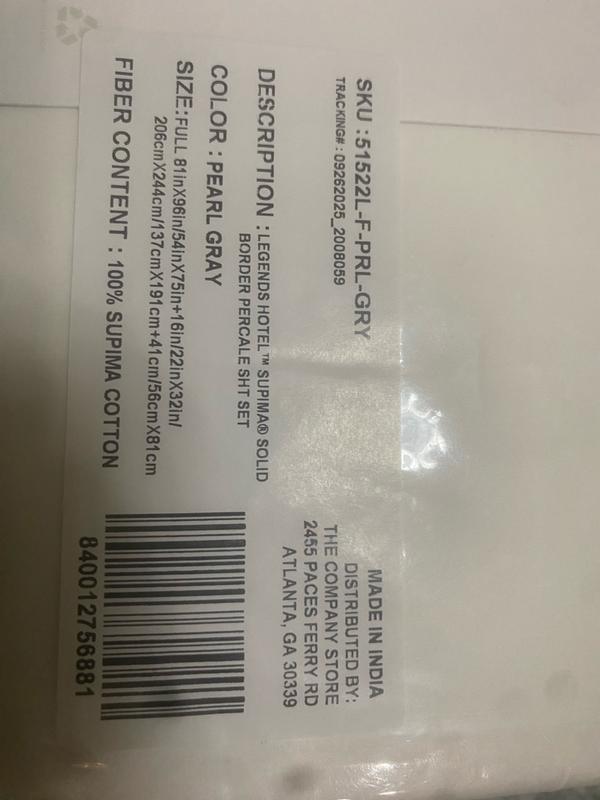 SKU :51522L-F-PRL-GRY
TRACKING# : 09262025_2008059
DESCRIPTION : LEGENDS HOTEL™ SUPIMA® SOLID
BORDER PERCALE SHT SET
COLOR : PEARL GRAY
SIZE:FULL 81inX96in/54inX75in+16in/22inX32in/
206cmX244cm/137cmX191cm+41cm/56cmX81cm
FIBER CONTENT : 100% SUPIMA COTTON
MADE IN INDIA
DISTRIBUTED BY:
THE COMPANY STORE
2455 PACES FERRY RD
ATLANTA, GA 30339
840012756881